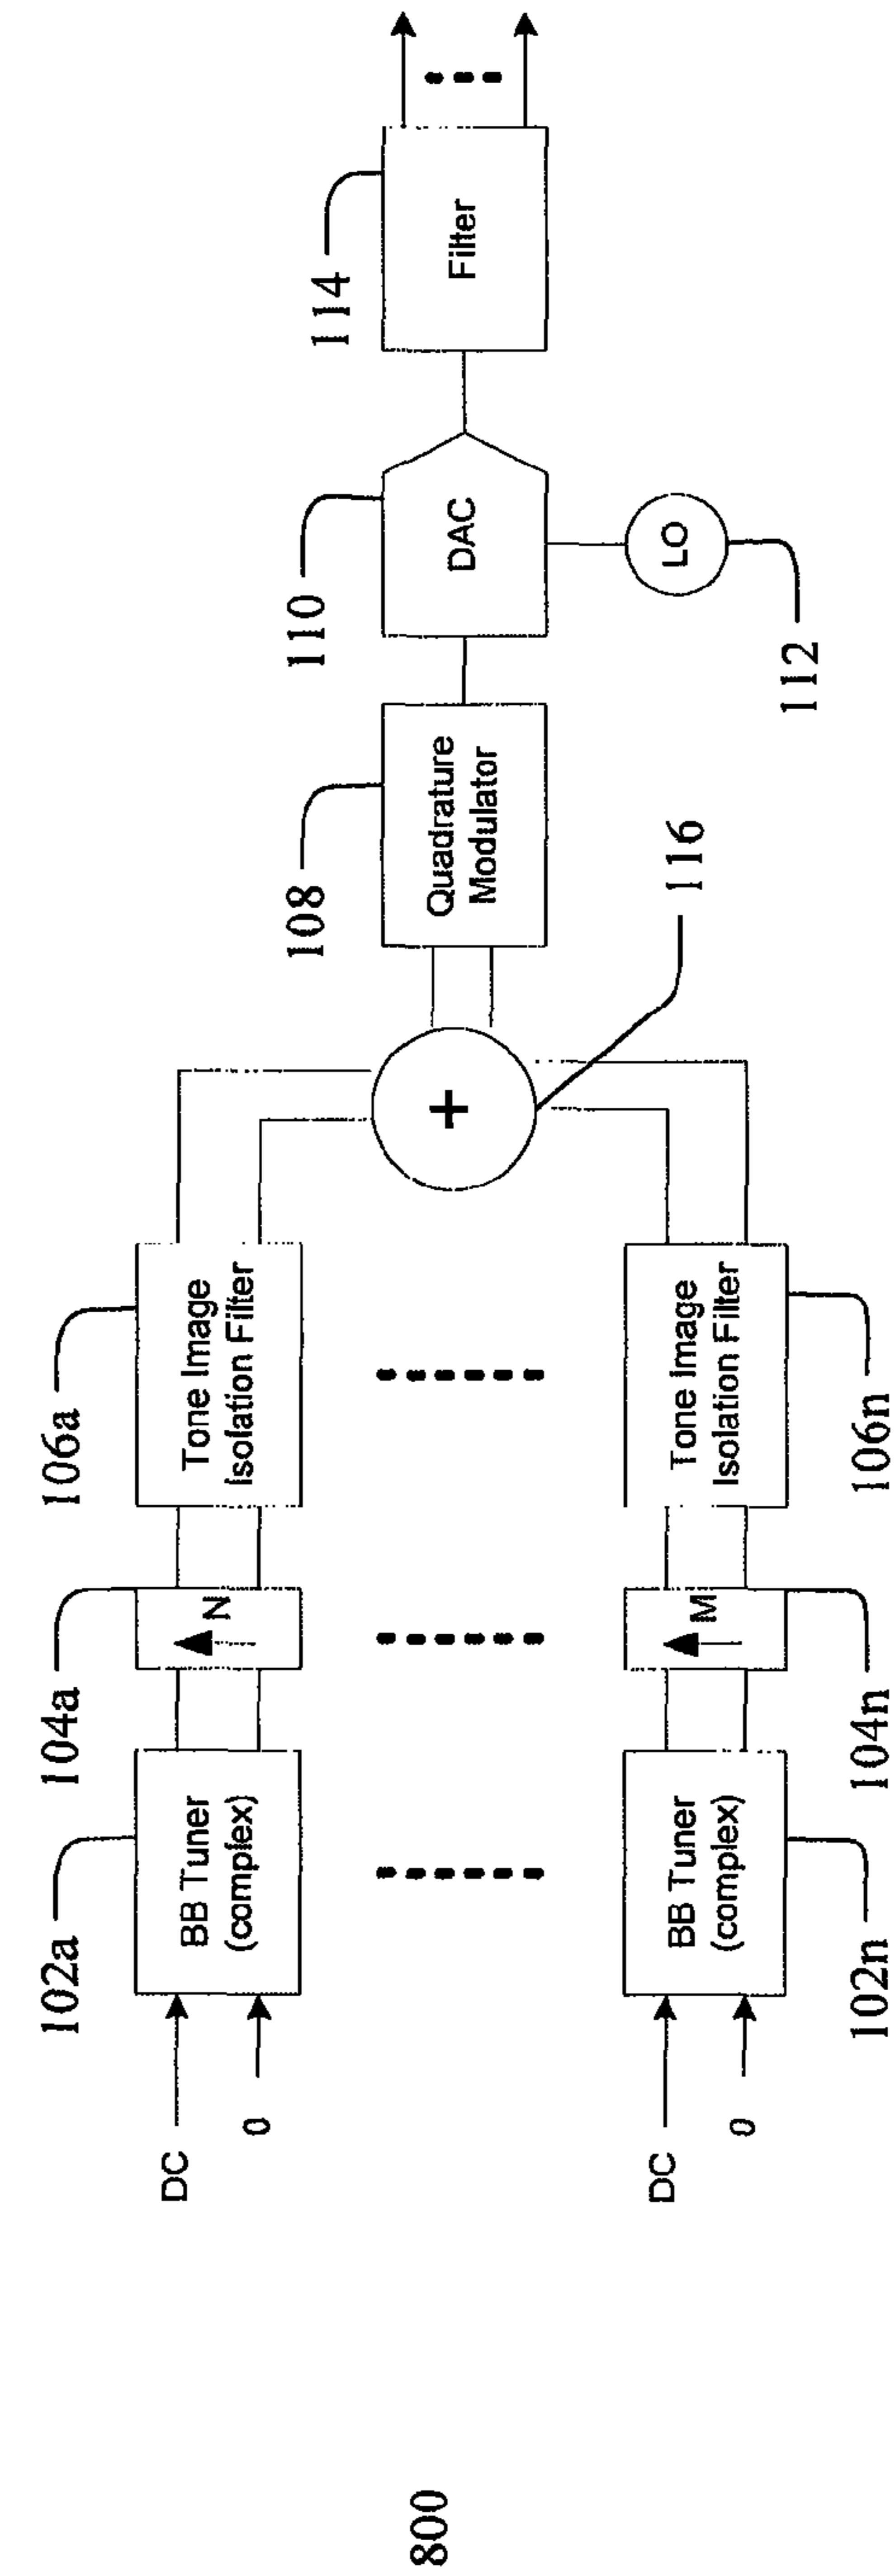 800
DC
0
102a
BB Tuner
(complex)
104a
N
106a
Tone Image
Isolation Filter
DC
0
102n
BB Tuner
(complex)
104n
M
106n
Tone Image
Isolation Filter
+
116
108
Quadrature
Modulator
110
DAC
LO
112
114
Filter